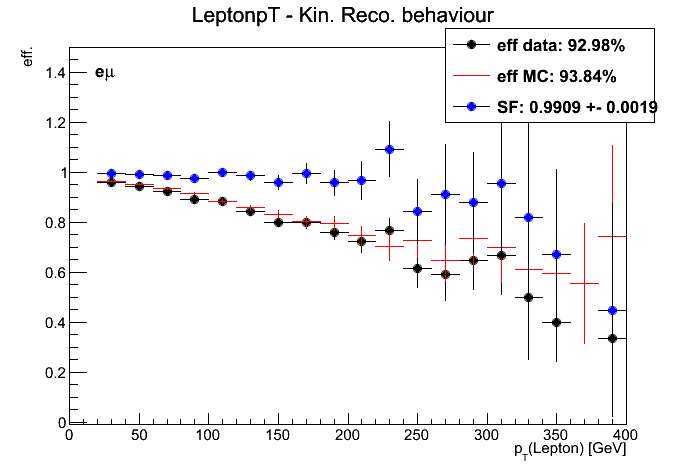 LeptonpT - Kin. Reco. behaviour
eff.
eμ
eff data: 92.98%
eff MC: 93.84%
SF: 0.9909 +- 0.0019
1.4
1.2
1
0.8
0.6
0.4
0.2
0
0 50 100 150 200 250 300 350 400
p_T(Lepton) [GeV]